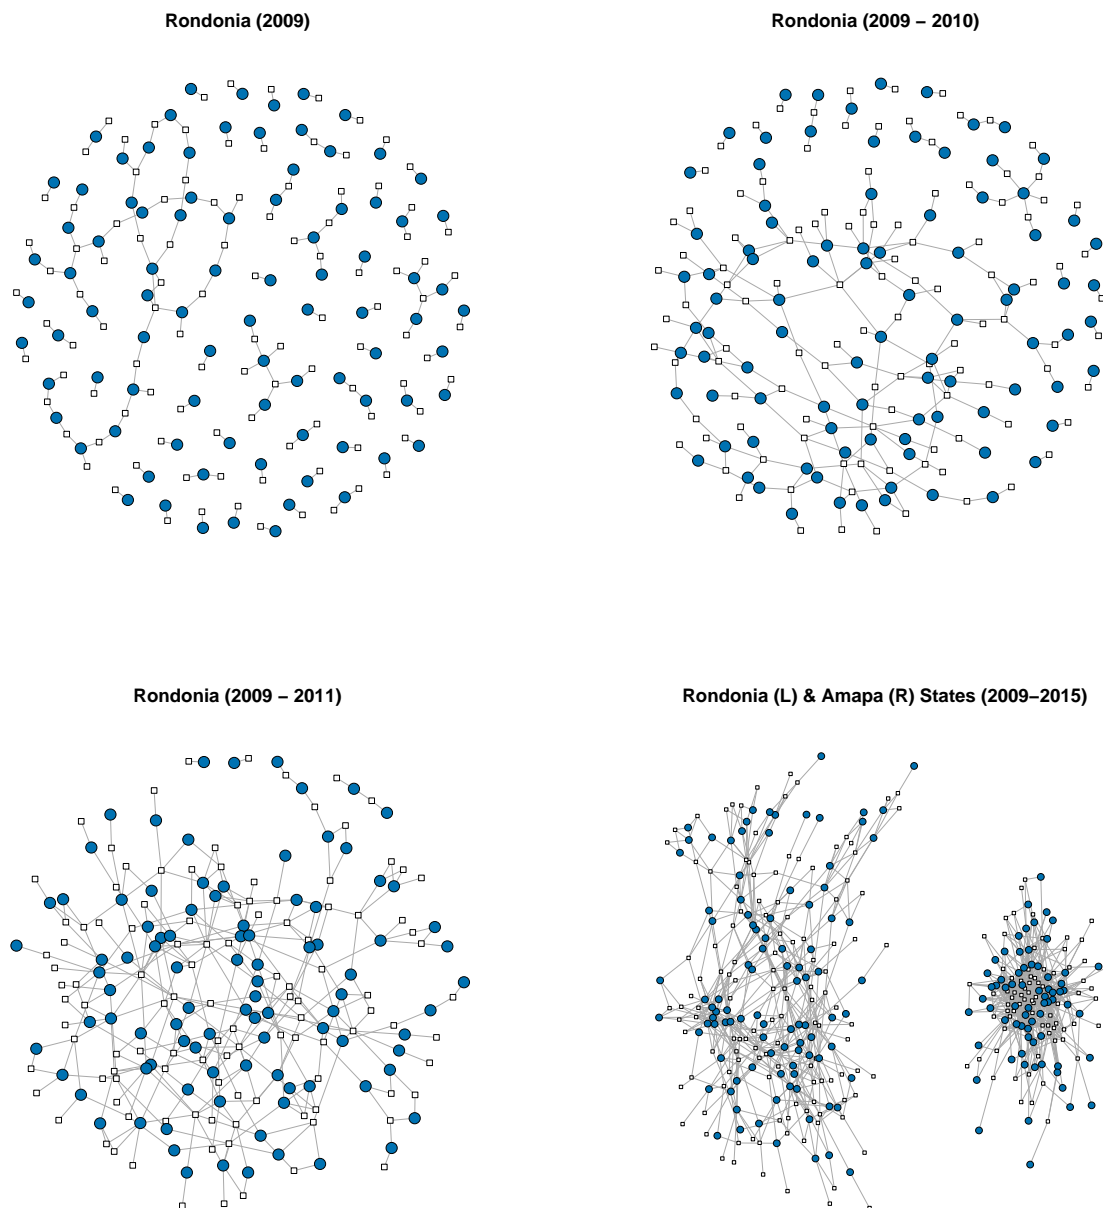 Rondonia (2009)
Rondonia (2009 − 2010)
Rondonia (2009 − 2011)
Rondonia (L) & Amapa (R) States (2009−2015)